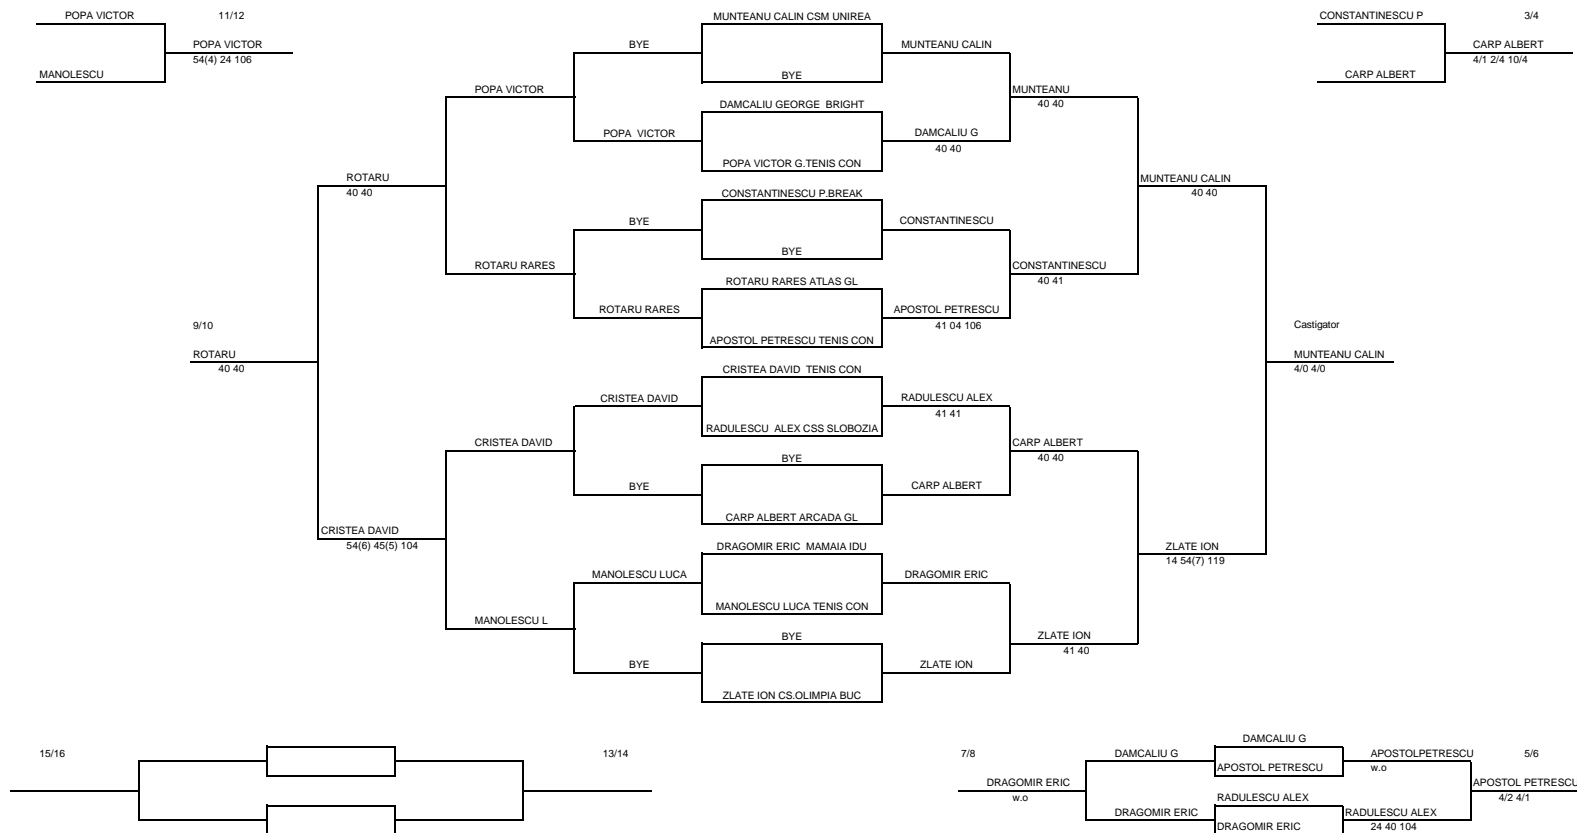 POPA VICTOR
11/12
POPA VICTOR
54(4) 24 106
MANOLESCU
MUNTEANU CALIN CSM UNIREA
BYE
MUNTEANU CALIN
BYE
CONSTANTINESCU P
3/4
CARP ALBERT
4/1 2/4 10/4
CARP ALBERT
POPA VICTOR
MUNTEANU
40 40
DAMCALIU GEORGE  BRIGHT
POPA  VICTOR
DAMCALIU G
40 40
POPA VICTOR G.TENIS CON
ROTARU
40 40
MUNTEANU CALIN
40 40
CONSTANTINESCU P.BREAK
BYE
CONSTANTINESCU
BYE
ROTARU RARES
CONSTANTINESCU
40 41
ROTARU RARES ATLAS GL
ROTARU RARES
APOSTOL PETRESCU
41 04 106
APOSTOL PETRESCU TENIS CON
9/10
ROTARU
40 40
Castigator
MUNTEANU CALIN
4/0 4/0
CRISTEA DAVID  TENIS CON
CRISTEA DAVID
RADULESCU ALEX
41 41
RADULESCU  ALEX CSS SLOBOZIA
CRISTEA DAVID
CARP ALBERT
40 40
BYE
BYE
CARP ALBERT
CARP ALBERT ARCADA GL
CRISTEA DAVID
54(6) 45(5) 104
ZLATE ION
14 54(7) 119
DRAGOMIR ERIC  MAMAIA IDU
MANOLESCU LUCA
DRAGOMIR ERIC
MANOLESCU LUCA TENIS CON
MANOLESCU L
ZLATE ION
41 40
BYE
BYE
ZLATE ION
ZLATE ION CS.OLIMPIA BUC
15/16
13/14
7/8
DAMCALIU G
DAMCALIU G
APOSTOL PETRESCU
APOSTOLPETRESCU
w.o
5/6
DRAGOMIR ERIC
w.o
APOSTOL PETRESCU
4/2 4/1
DRAGOMIR ERIC
RADULESCU ALEX
DRAGOMIR ERIC
RADULESCU ALEX
24 40 104